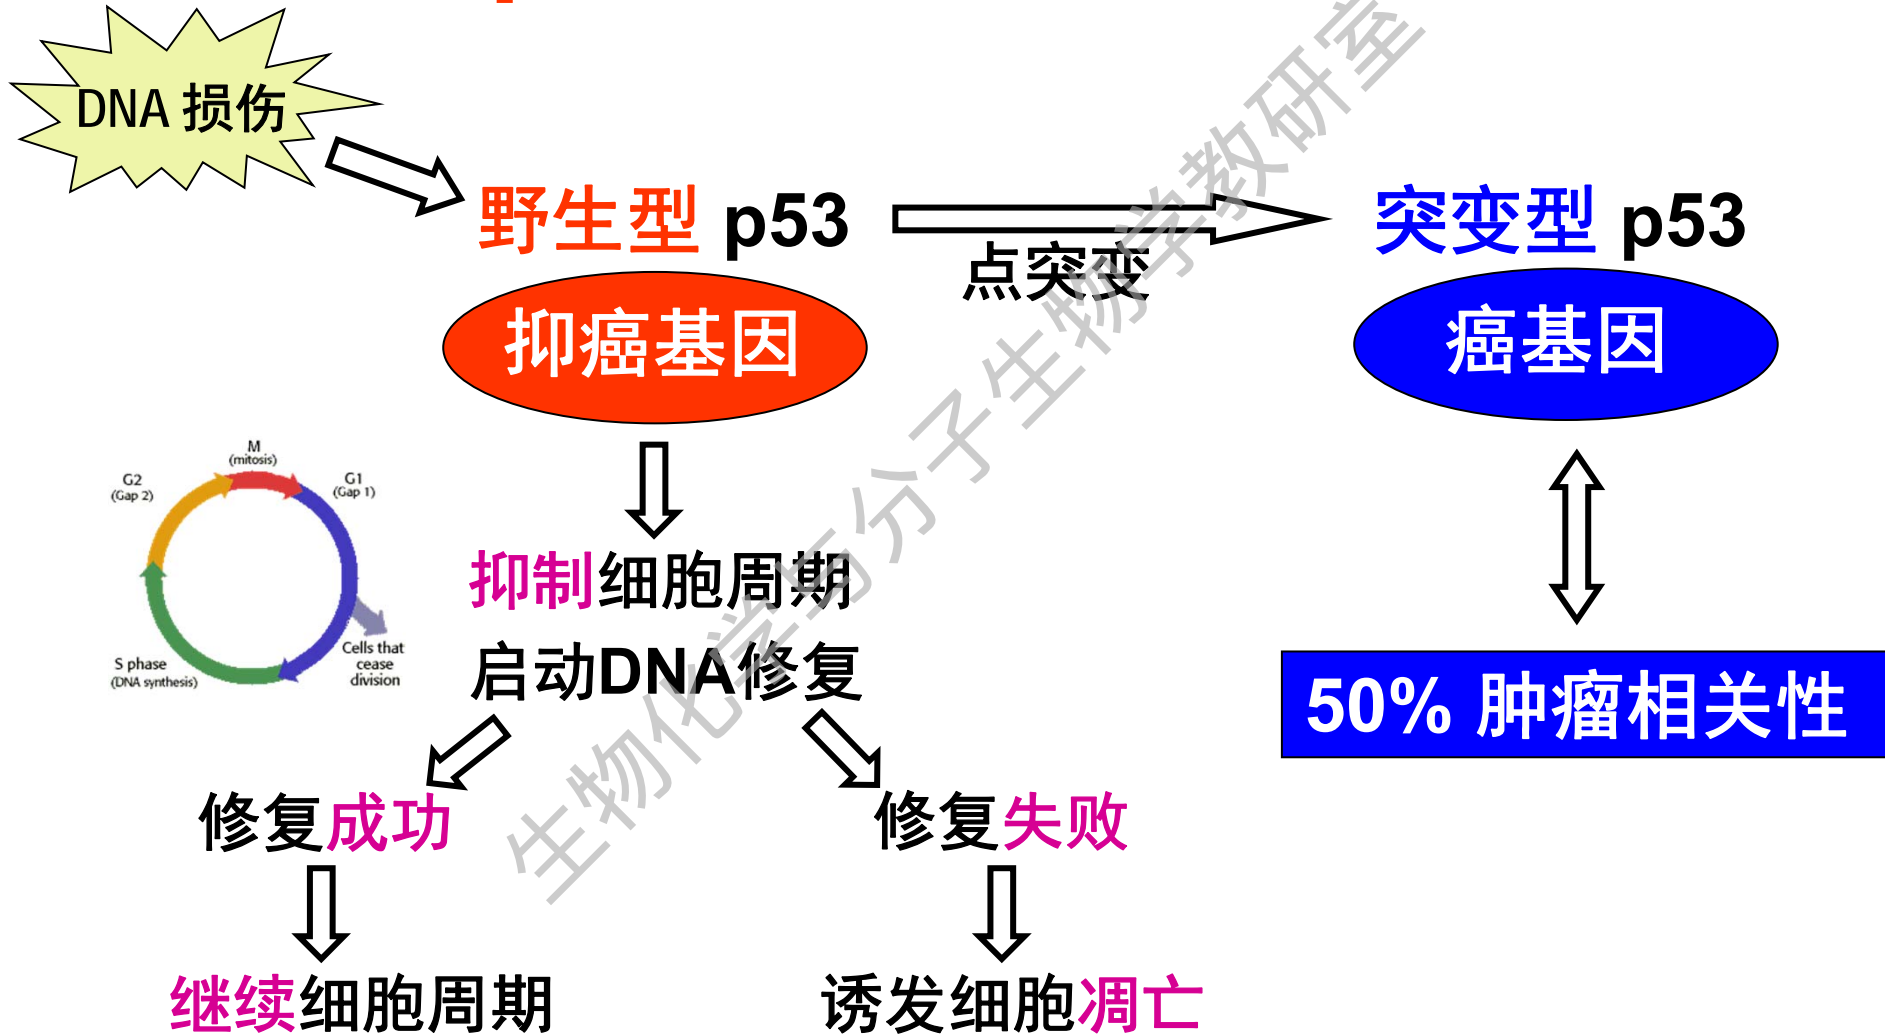 DNA 损伤
野生型 p53
点突变
突变型 p53
抑癌基因
癌基因
M
(mitosis)
G2
(Gap 2)
G1
(Gap 1)
S phase
(DNA synthesis)
Cells that
cease
division
抑制细胞周期
启动DNA修复
50% 肿瘤相关性
修复成功
修复失败
继续细胞周期
诱发细胞凋亡
生物化学与分子生物学教研室